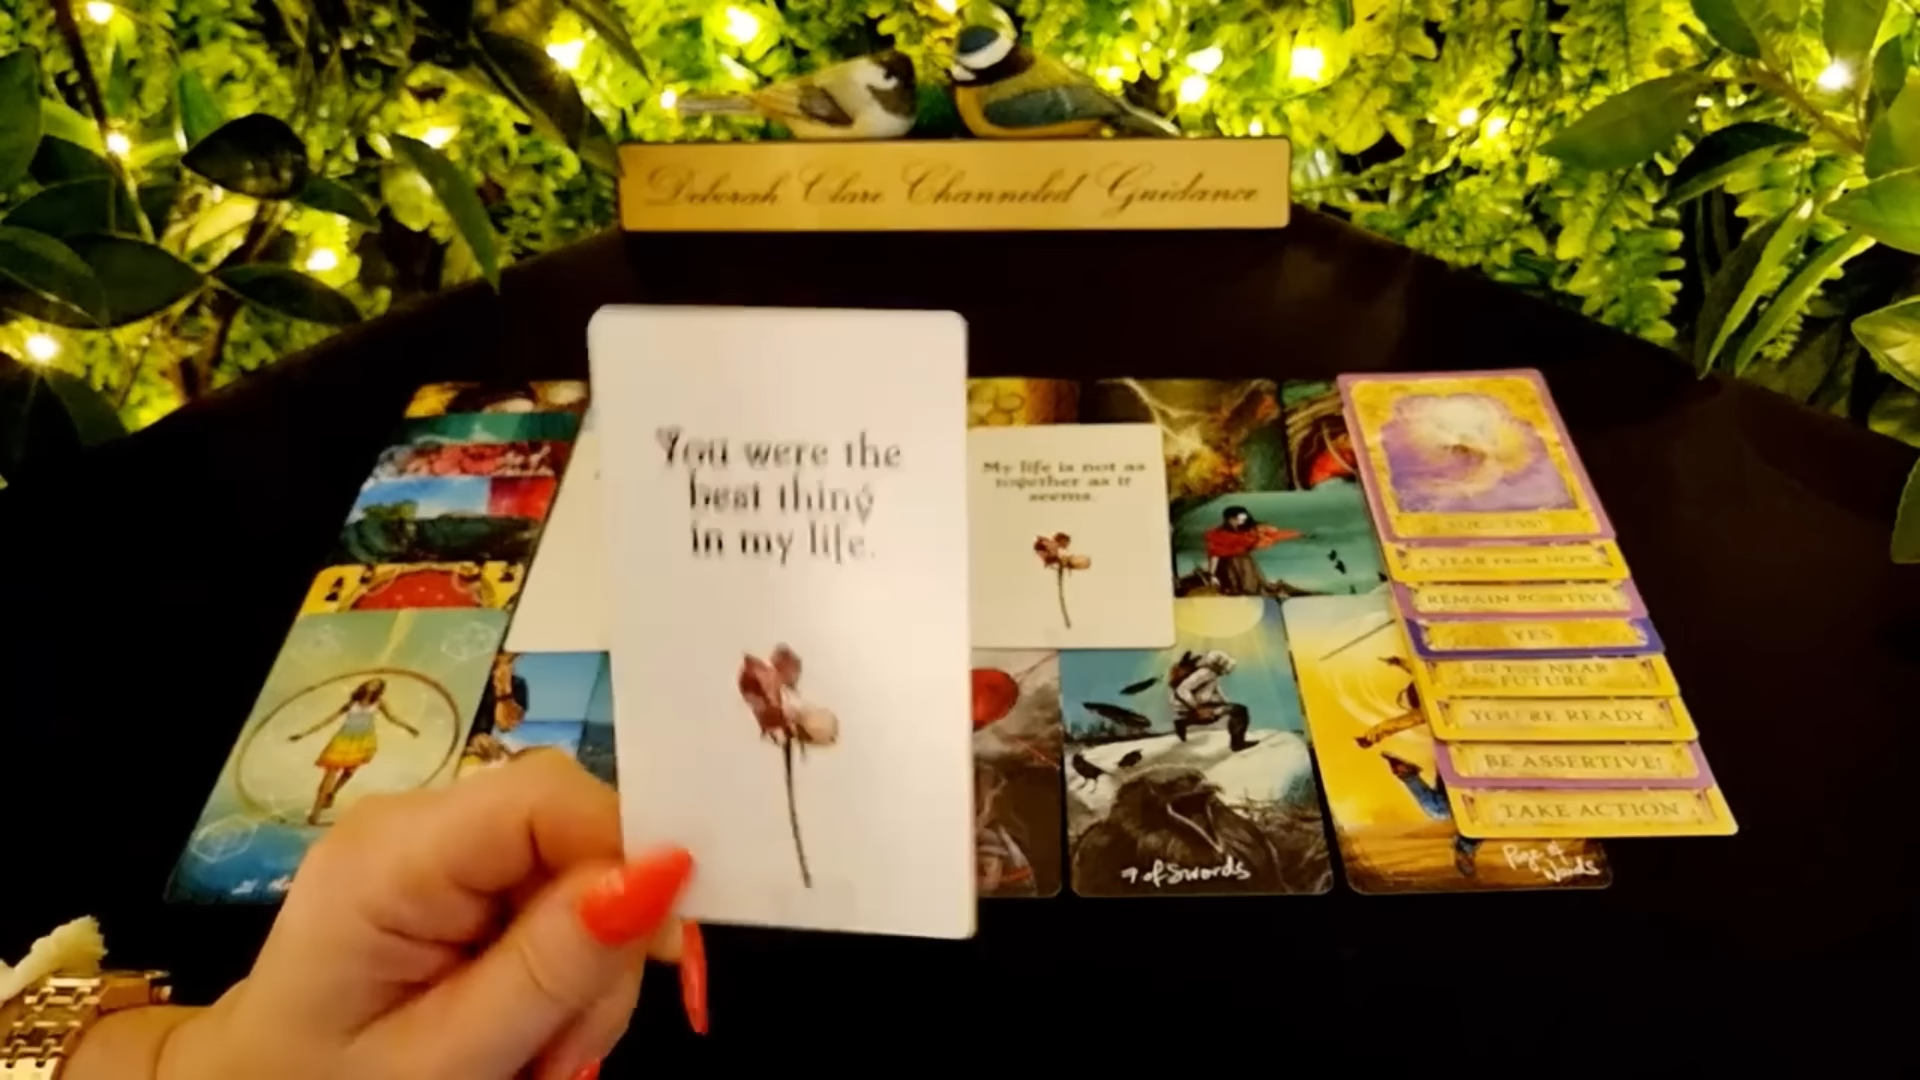 Deborah Clare Channeled Guidance
You were the
best thing
in my life.
My life is not as
together as it
seems.
SUCCESS!
A YEAR FROM NOW
REMAIN POSITIVE
YES
IN THE NEAR
FUTURE
YOU'RE READY
BE ASSERTIVE!
TAKE ACTION
9 of Swords
Page of
Wands